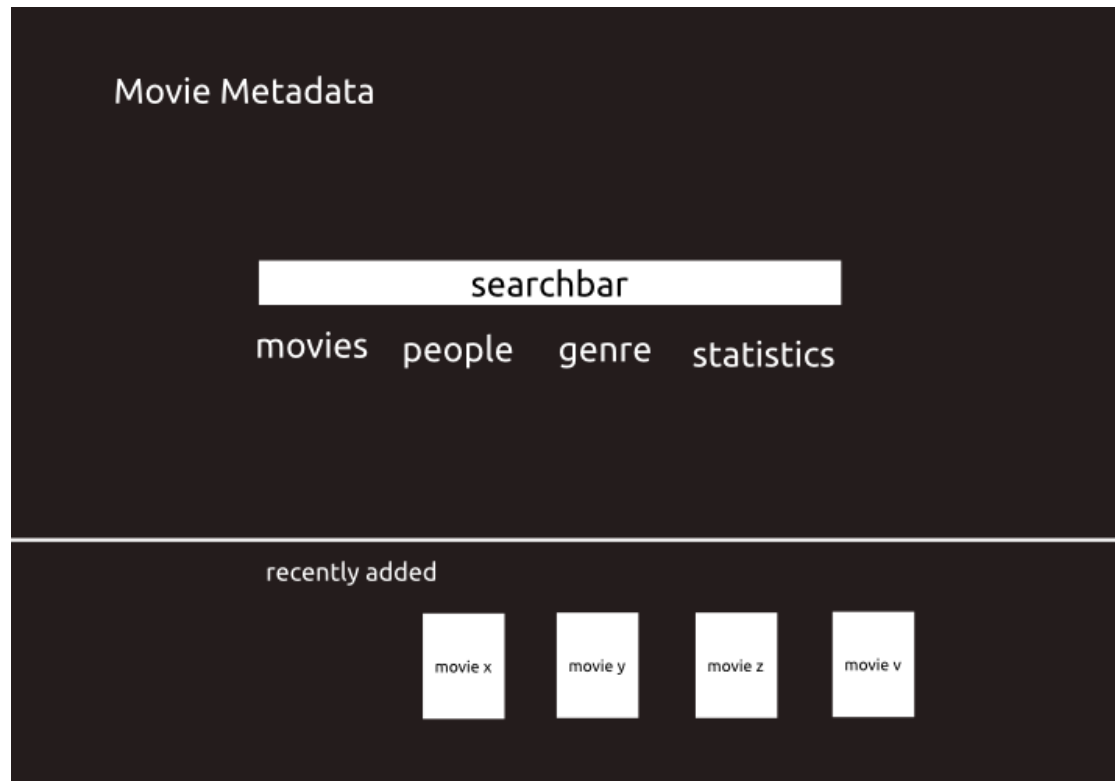 Movie Metadata
searchbar
movies people genre statistics
recently added
movie x movie y movie z movie v